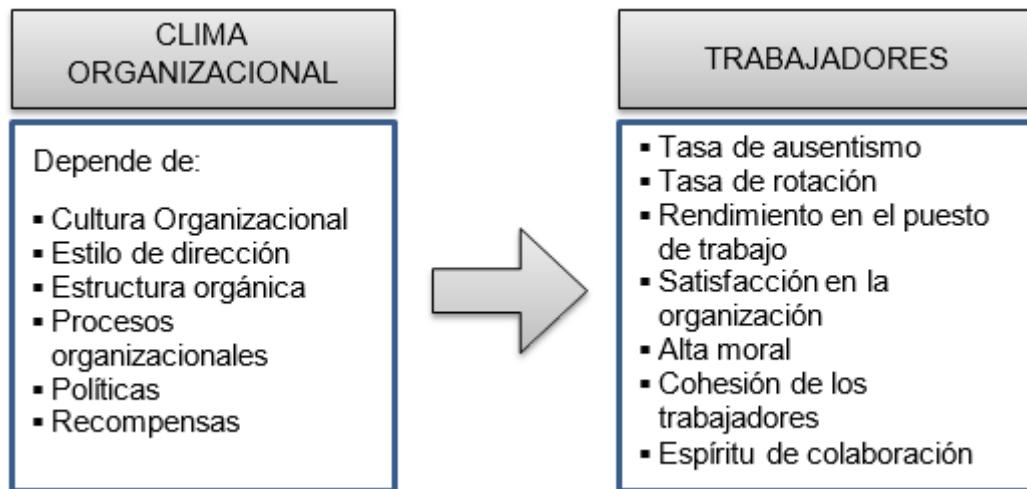 CLIMA
ORGANIZACIONAL
Depende de:
▪ Cultura Organizacional
▪ Estilo de dirección
▪ Estructura orgánica
▪ Procesos
organizacionales
▪ Políticas
▪ Recompensas
TRABAJADORES
▪ Tasa de ausentismo
▪ Tasa de rotación
▪ Rendimiento en el puesto
de trabajo
▪ Satisfacción en la
organización
▪ Alta moral
▪ Cohesión de los
trabajadores
▪ Espíritu de colaboración